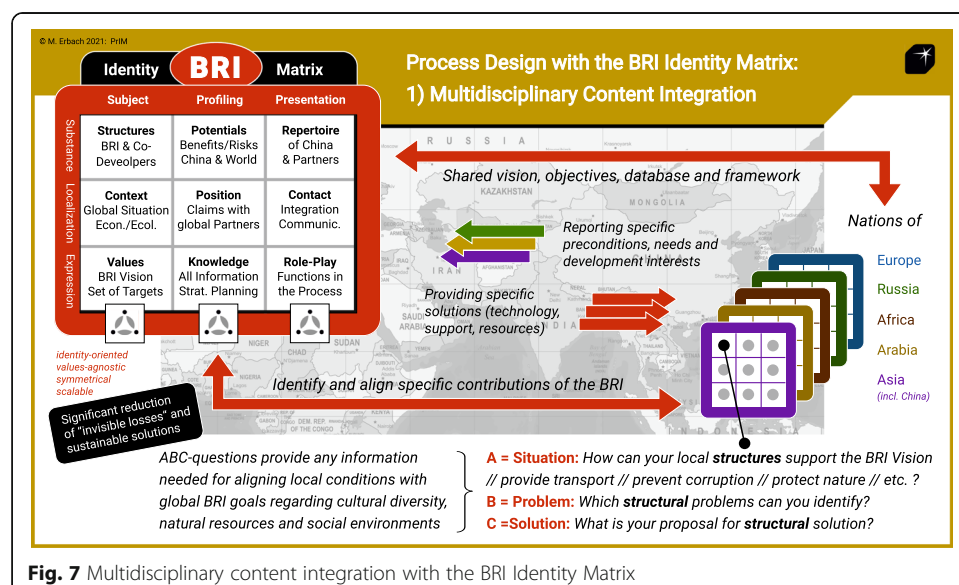 © M. Erbach 2021: PrIM
Identity BRI Matrix
Subject Profiling Presentation
Substance
Structures
BRI & Co-
Deveolpers
Potentials
Benefits/Risks
China & World
Repertoire
of China
& Partners
Localization
Context
Global Situation
Econ./Ecol.
Position
Claims with
global Partners
Contact
Integration
Communic.
Expression
Values
BRI Vision
Set of Targets
Knowledge
All Information
Strat. Planning
Role-Play
Functions in
the Process
identity-oriented
values-agnostic
symmetrical
scalable
Significant reduction
of "invisible losses“ and
sustainable solutions
Process Design with the BRI Identity Matrix:
1) Multidisciplinary Content Integration
Shared vision, objectives, database and framework
Reporting specific
preconditions, needs and
development interests
Providing specific
solutions (technology,
support, resources)
Identify and align specific contributions of the BRI
Nations of
Europe
Russia
Africa
Arabia
Asia
(incl. China)
RUSSIA
KAZAKHSTAN
MONGOLIA
IRAN
AFGHANISTAN
CHINA
NEPAL
SAUDI
ARABIA
INDIA
NIGER
CHAD
SUDAN
NIGERIA
DEM. REP.
OF THE CONGO
THAILAND
INDONESIA
ABC-questions provide any information
needed for aligning local conditions with
global BRI goals regarding cultural diversity,
natural resources and social environments
A = Situation: How can your local structures support the BRI Vision
// provide transport // prevent corruption // protect nature // etc. ?
B = Problem: Which structural problems can you identify?
C =Solution: What is your proposal for structural solution?
Fig. 7 Multidisciplinary content integration with the BRI Identity Matrix